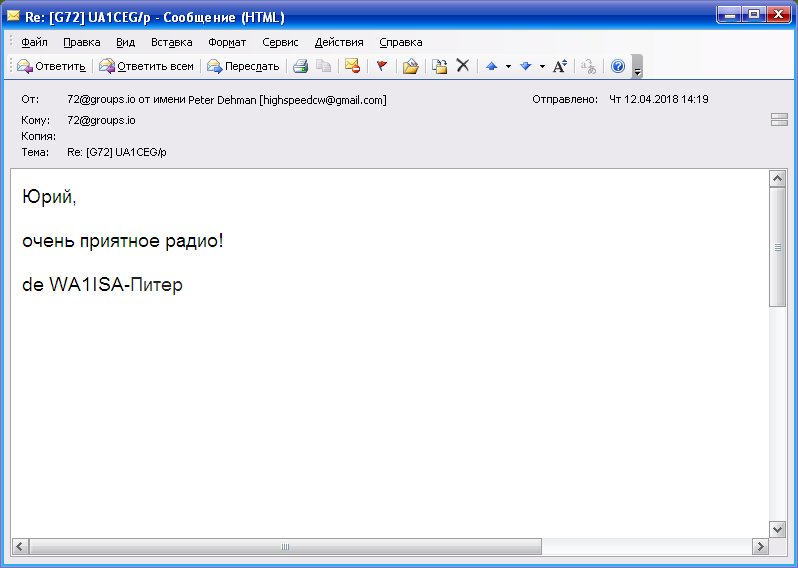 Re: [G72] UA1CEG/p - Сообщение (HTML)
Файл Правка Вид Вставка Формат Сервис Действия Справка
Ответить Ответить всем Переслать
От: 72@groups.io от имени Peter Dehman [highspeedcw@gmail.com] Отправлено: Чт 12.04.2018 14:19
Кому: 72@groups.io
Копия:
Тема: Re: [G72] UA1CEG/p
Юрий,
очень приятное радио!
de WA1ISA-Питер